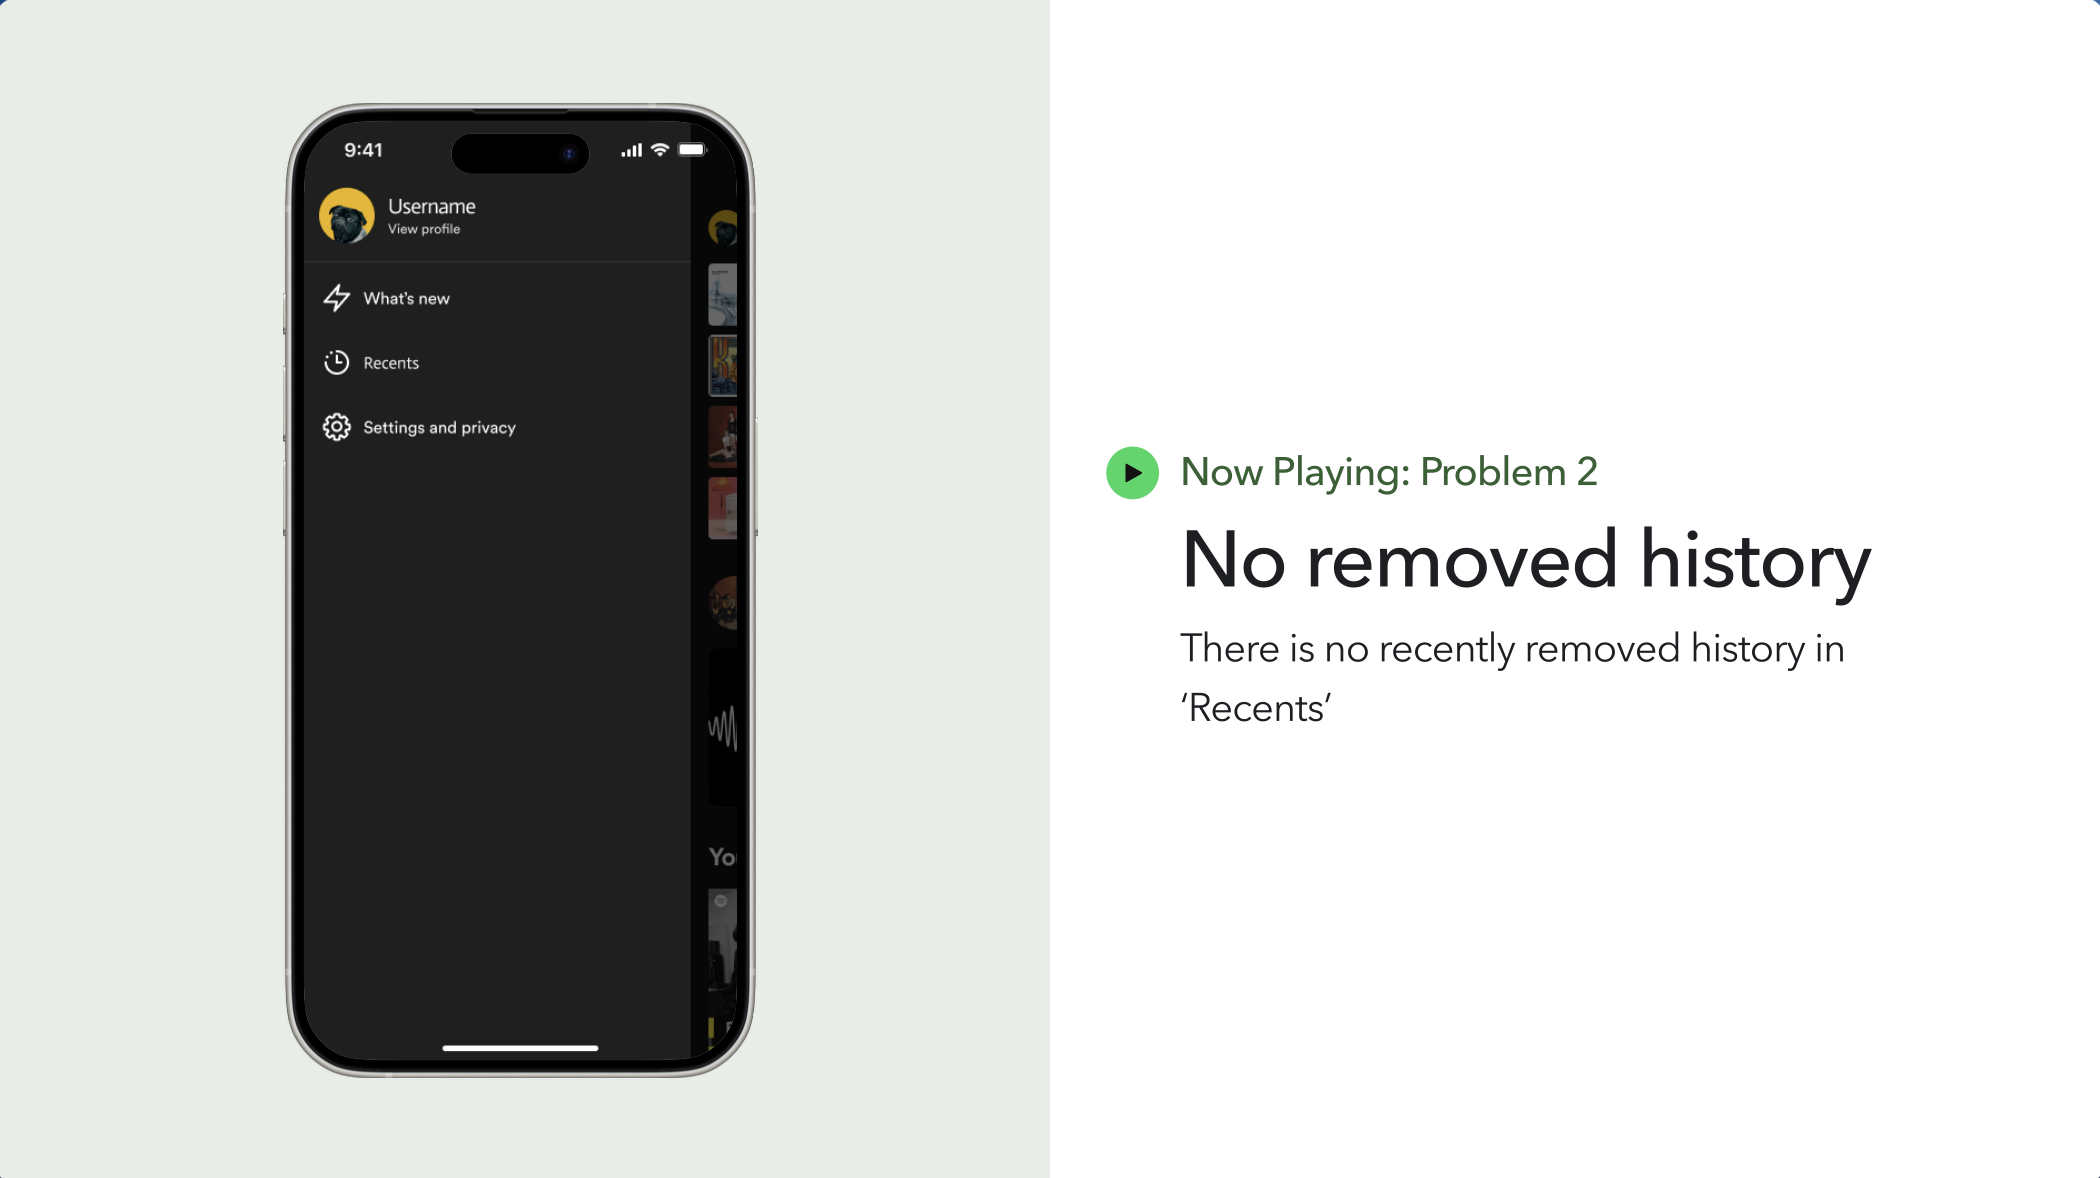 9:41
Username
View profile
What's new
Recents
Settings and privacy
Now Playing: Problem 2
No removed history
There is no recently removed history in
‘Recents’